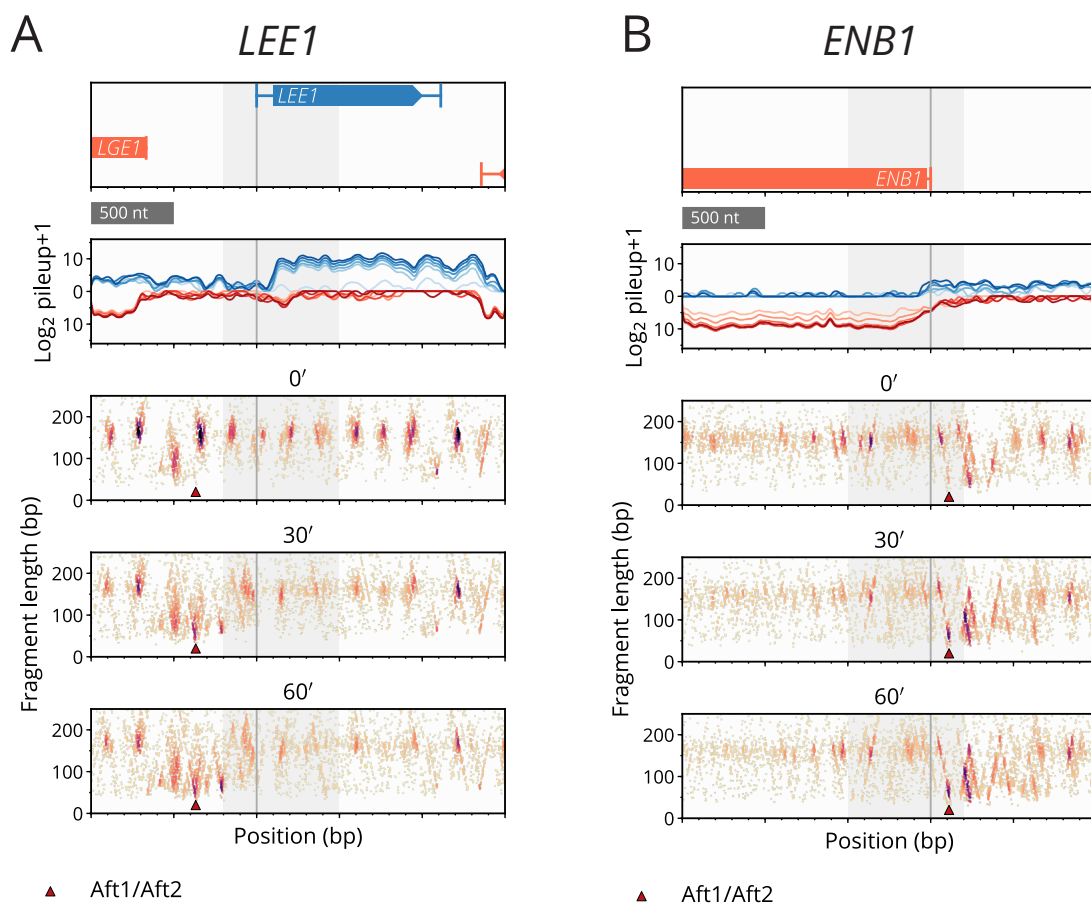 A
LEE1
LEE1
LGE1
500 nt
Log2 pileup+1
10
0
10
0′
200
100
0
30′
200
100
0
60′
200
100
0
Fragment length (bp)
Position (bp)
Aft1/Aft2
B
ENB1
ENB1
500 nt
Log2 pileup+1
10
0
10
0′
200
100
0
30′
200
100
0
60′
200
100
0
Fragment length (bp)
Position (bp)
Aft1/Aft2